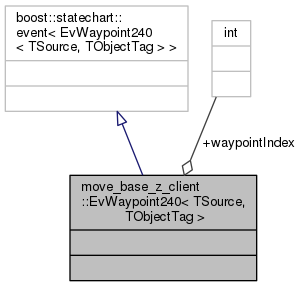 boost::statechart::
event< EvWaypoint240
< TSource, TObjectTag > >
int
+waypointIndex
move_base_z_client
::EvWaypoint240< TSource,
TObjectTag >